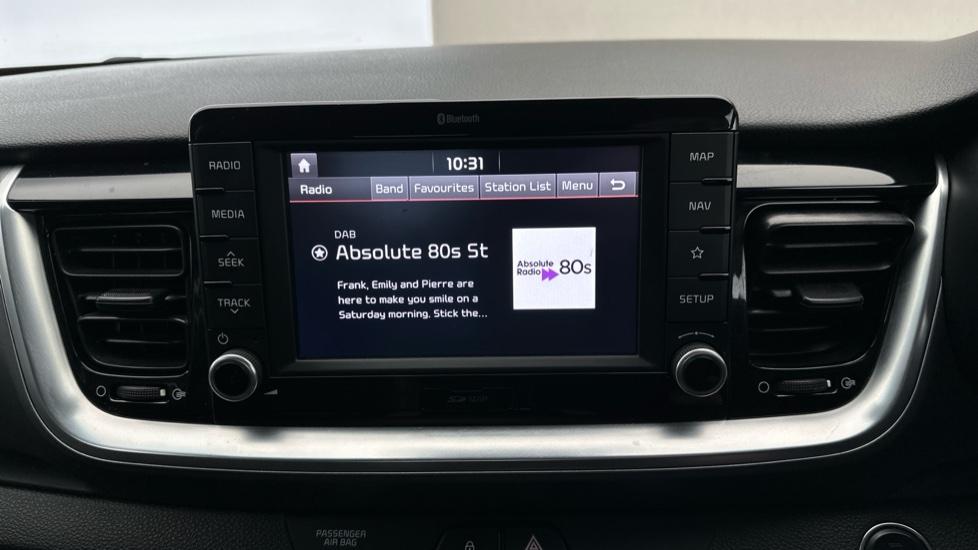 Bluetooth
RADIO
MEDIA
SEEK
TRACK
10:31
Radio Band Favourites Station List Menu
DAB
Absolute 80s St
Frank, Emily and Pierre are
here to make you smile on a
Saturday morning. Stick the...
Absolute
Radio 80s
MAP
NAV
SETUP
PASSENGER
AIR BAG